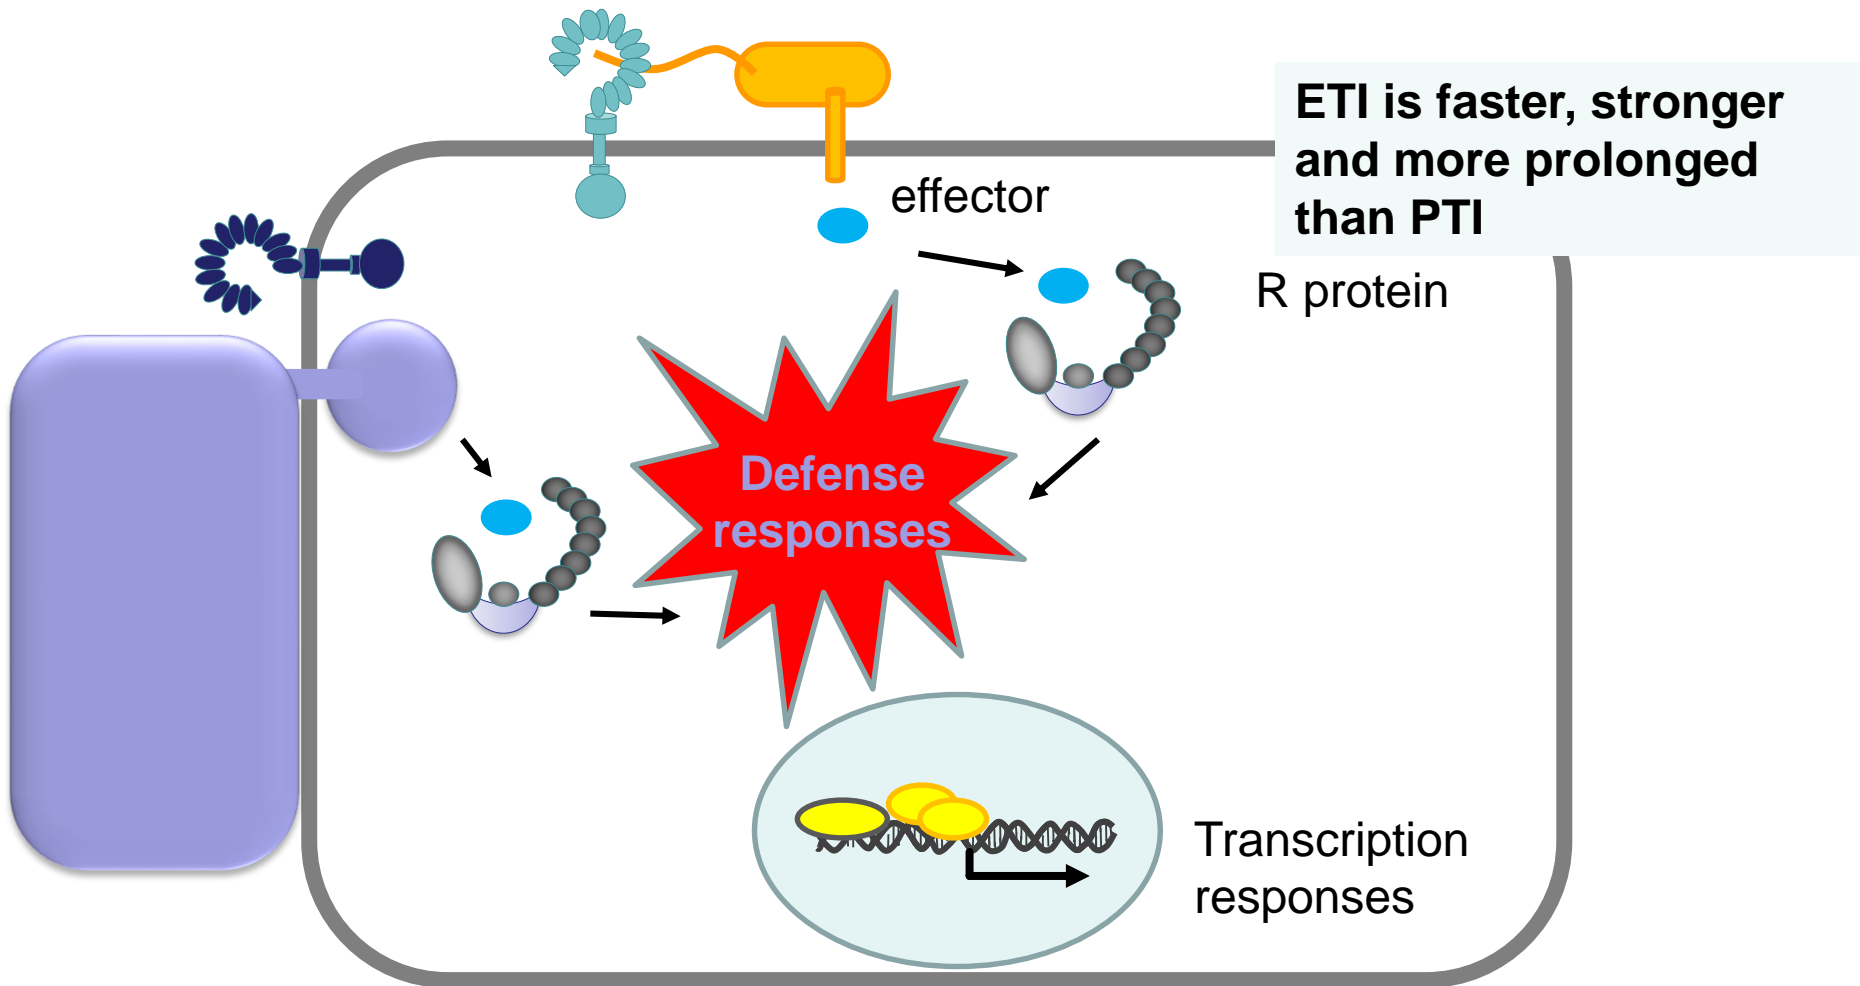 ETI is faster, stronger
and more prolonged
than PTI
effector
R protein
Defense
responses
Transcription
responses